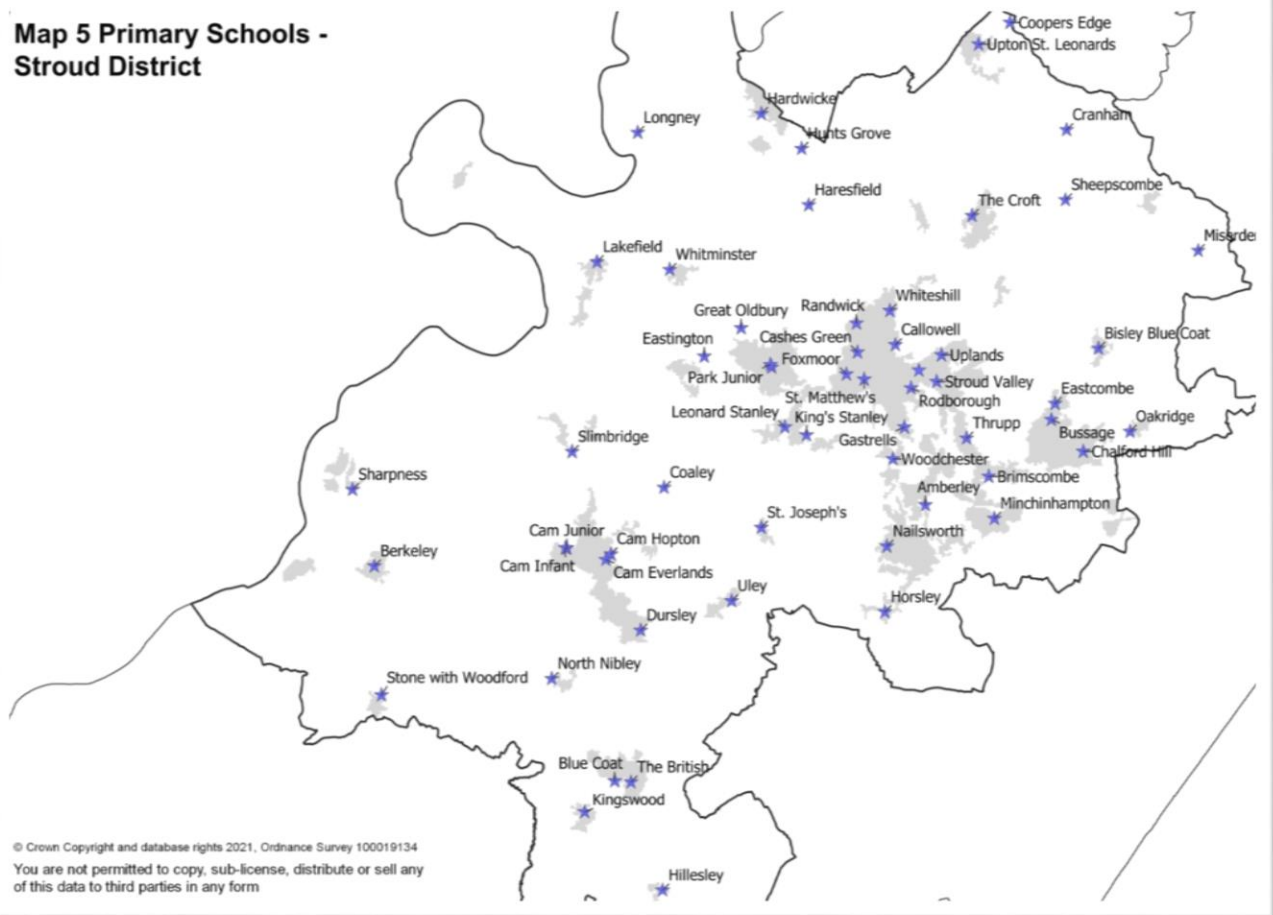 Map 5 Primary Schools -
Stroud District
Coopers Edge
Upton St. Leonards
Hardwicke
Longney
Cranham
Hunts Grove
Haresfield
Sheepscombe
The Croft
Misarde
Lakefield
Whitminster
Whiteshill
Randwick
Great Oldbury
Callowell
Bisley Blue Coat
Eastington
Cashes Green
Foxmoor
Uplands
Park Junior
Stroud Valley
Eastcombe
St. Matthew's
Rodborough
Leonard Stanley
King's Stanley
Oakridge
Thrupp
Bussage
Gastrells
Slimbridge
Chalford Hill
Woodchester
Sharpness
Coaley
Brimscombe
Amberley
Minchinhampton
St. Joseph's
Cam Junior
Cam Hopton
Nailsworth
Berkeley
Cam Infant
Cam Everlands
Uley
Horsley
Dursley
North Nibley
Stone with Woodford
Blue Coat
The British
Kingswood
© Crown Copyright and database rights 2021, Ordnance Survey 100019134
You are not permitted to copy, sub-license, distribute or sell any
of this data to third parties in any form
Hillesley